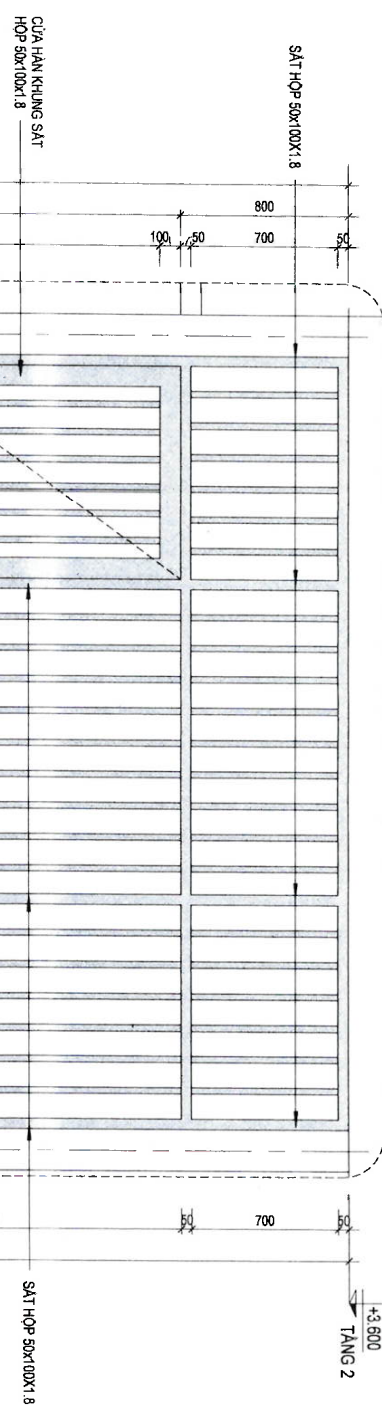 SẮT HỘP 50x100X1.8
CỬA HÀN KHUNG SẮT
HỘP 50x100x1.8
800
100
50
700
50
50
700
50
+3.600
TẦNG 2
SẮT HỘP 50x100X1.8